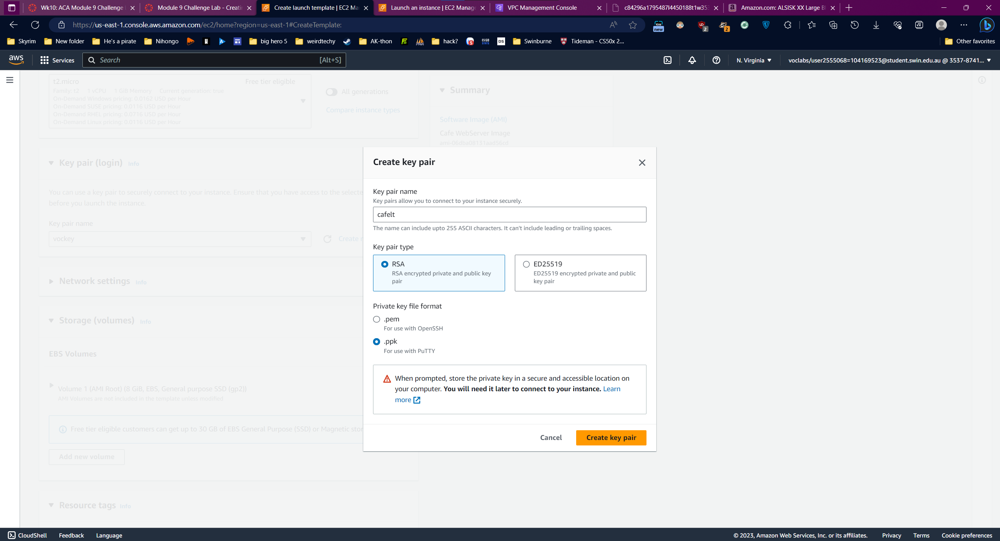 Wk10: ACA Module 9 Challenge
Module 9 Challenge Lab - Creati
Create launch template | EC2 Ma
Launch an instance | EC2 Manage
VPC Management Console
c84296a1795487l4450188t1w353
Amazon.com: ALSISK XX Large B
https://us-east-1.console.aws.amazon.com/ec2/home?region=us-east-1#CreateTemplate:
new
2
2
Skyrim
New folder
He's a pirate
Nihongo
big hero 5
weirdtechy
AK-thon
hack?
DS
Swinburne
Tideman - CS50x 2...
Other favorites
aws
Services
Search
[Alt+S]
N. Virginia
voclabs/user2555068=104169523@student.swin.edu.au @ 3537-8741...
t2.micro
Free tier eligible
Family: t2 1 vCPU 1 GiB Memory Current generation: true
On-Demand Windows pricing: 0.0162 USD per Hour
On-Demand SUSE pricing: 0.0116 USD per Hour
On-Demand RHEL pricing: 0.0716 USD per Hour
On-Demand Linux pricing: 0.0116 USD per Hour
All generations
Compare instance types
Summary
Software Image (AMI)
Cafe WebServer Image
ami-06dba08131aad56cd
Key pair (login) Info
You can use a key pair to securely connect to your instance. Ensure that you have access to the selecte
before you launch the instance.
Key pair name
vockey
Create
Network settings Info
Storage (volumes) Info
EBS Volumes
Volume 1 (AMI Root) (8 GiB, EBS, General purpose SSD (gp2))
AMI Volumes are not included in the template unless modified
Free tier eligible customers can get up to 30 GB of EBS General Purpose (SSD) or Magnetic stor
Add new volume
Resource tags Info
Create key pair
Key pair name
Key pairs allow you to connect to your instance securely.
cafelt
The name can include upto 255 ASCII characters. It can't include leading or trailing spaces.
Key pair type
RSA
RSA encrypted private and public key
pair
ED25519
ED25519 encrypted private and public
key pair
Private key file format
.pem
For use with OpenSSH
.ppk
For use with PuTTY
When prompted, store the private key in a secure and accessible location on
your computer. You will need it later to connect to your instance. Learn
more
Cancel
Create key pair
CloudShell
Feedback
Language
© 2023, Amazon Web Services, Inc. or its affiliates.
Privacy
Terms
Cookie preferences